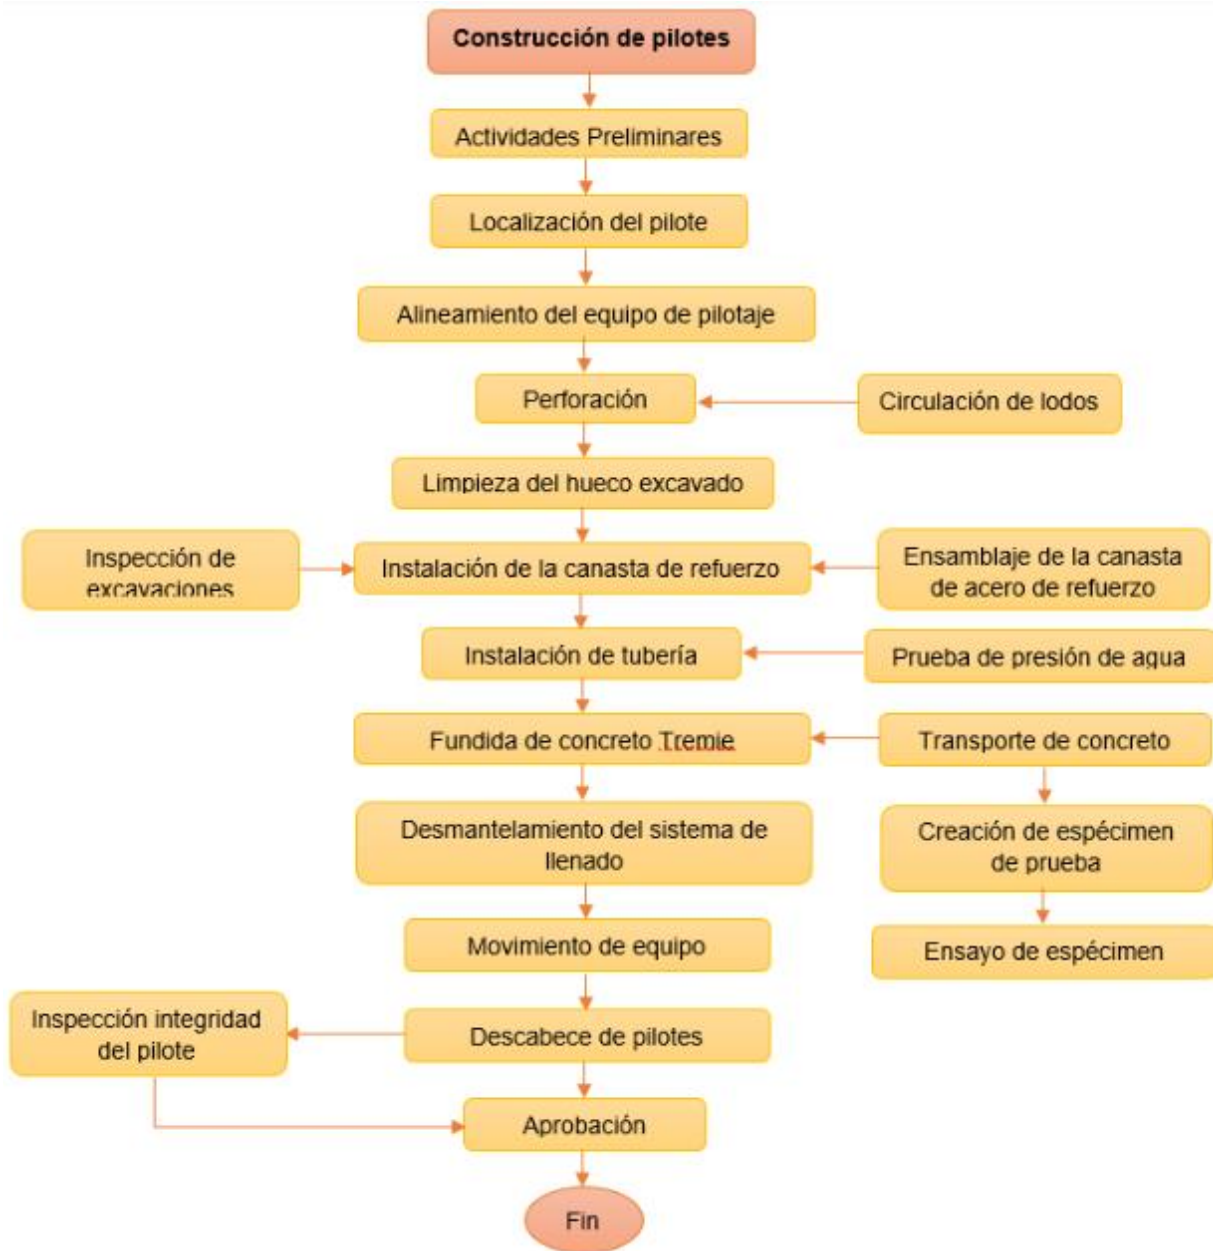 Construcción de pilotes
Actividades Preliminares
Localización del pilote
Alineamiento del equipo de pilotaje
Perforación
Circulación de lodos
Limpieza del hueco excavado
Inspección de
excavaciones
Instalación de la canasta de refuerzo
Ensamblaje de la canasta
de acero de refuerzo
Instalación de tubería
Prueba de presión de agua
Fundida de concreto Tremie
Transporte de concreto
Desmantelamiento del sistema de
llenado
Creación de espécimen
de prueba
Movimiento de equipo
Ensayo de espécimen
Inspección integridad
del pilote
Descabece de pilotes
Aprobación
Fin